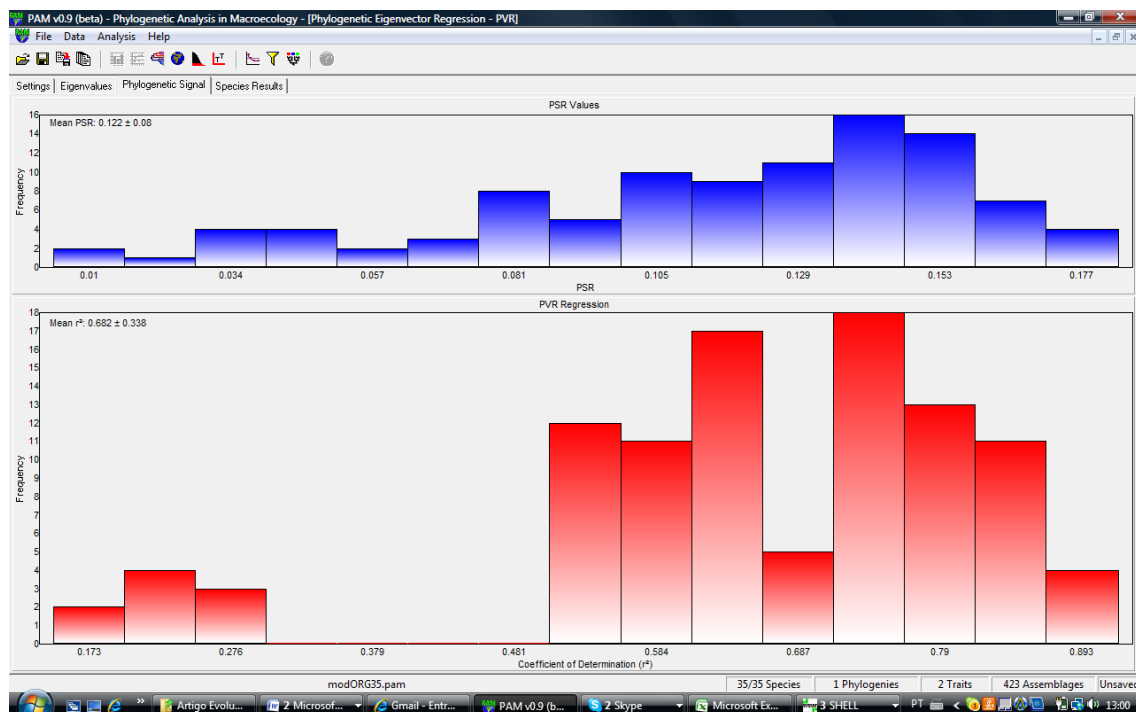 PAM v0.9 (beta) - Phylogenetic Analysis in Macroecology - [Phylogenetic Eigenvector Regression - PVR]
File Data Analysis Help
Settings Eigenvalues Phylogenetic Signal Species Results
PSR Values
Mean PSR: 0.122 ± 0.08
16
14
12
10
8
6
4
2
0
Frequency
0.01 0.034 0.057 0.081 0.105 0.129 0.153 0.177
PSR
PVR Regression
Mean r²: 0.682 ± 0.338
18
17
16
15
14
13
12
11
10
9
8
7
6
5
4
3
2
1
0
Frequency
0.173 0.276 0.379 0.481 0.584 0.687 0.79 0.893
Coefficient of Determination (r²)
modORG35.pam 35/35 Species 1 Phylogenies 2 Traits 423 Assemblages Unsaved
» Artigo Evolu... 2 Microsof... Gmail - Entr... PAM v0.9 (b... 2 Skype Microsoft Ex... 3 SHELL PT 13:00